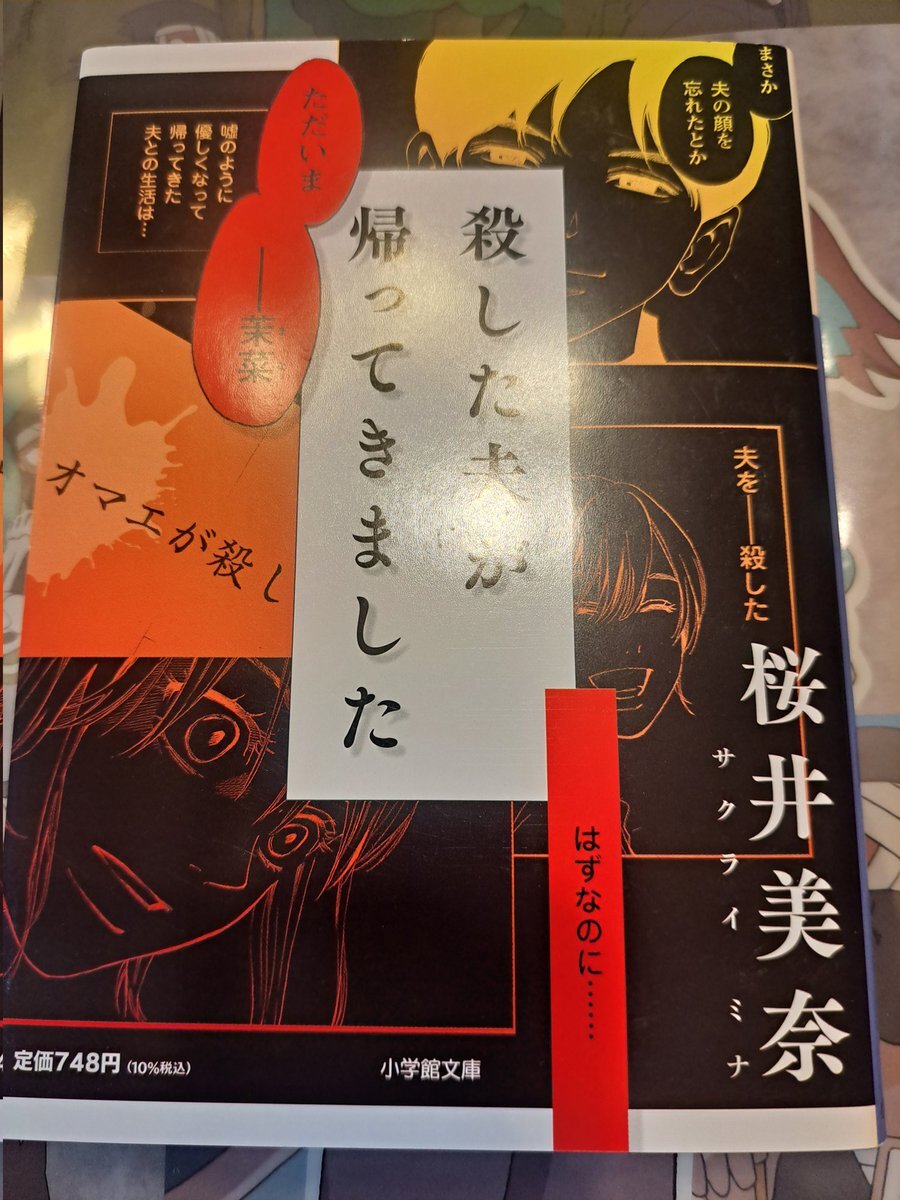 まさか
夫の顔を
忘れたとか
ただいま
――茉菜
嘘のように
優しくなって
帰ってきた
夫との生活は…
殺した夫が
帰ってきました
オマエが殺し
夫を――殺した
桜井美奈
サクライミナ
はずなのに……
定価748円(10%税込)
小学館文庫